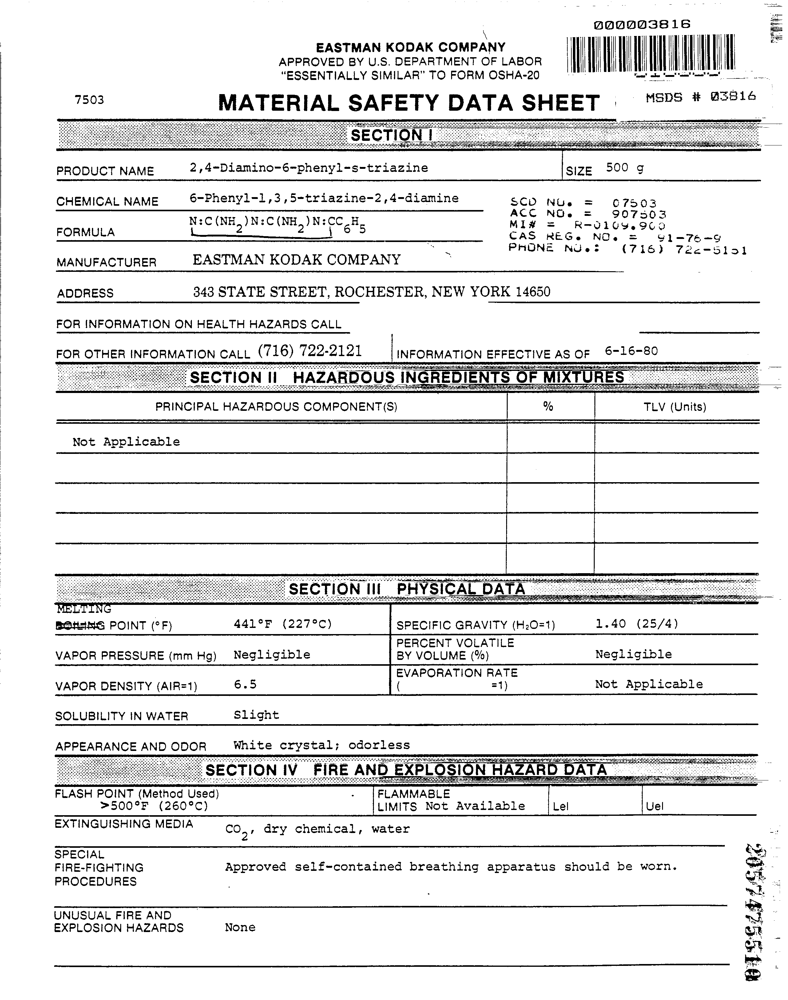 000003816
EASTMAN KODAK COMPANY
APPROVED BY U.S. DEPARTMENT OF LABOR
"ESSENTIALLY SIMILAR" TO FORM OSHA-20
7503 MATERIAL SAFETY DATA SHEET MSDS # 03816
SECTION I
PRODUCT NAME 2,4-Diamino-6-phenyl-s-triazine SIZE 500 g
CHEMICAL NAME 6-Phenyl-1,3,5-triazine-2,4-diamine
SCD NO. = 07503
ACC NO. = 907503
FORMULA N:C(NH2)N:C(NH2)N:CC6H5
MI# = R-0109.900
CAS REG. NO. = 91-76-9
PHONE NO.: (716) 722-5151
MANUFACTURER EASTMAN KODAK COMPANY
ADDRESS 343 STATE STREET, ROCHESTER, NEW YORK 14650
FOR INFORMATION ON HEALTH HAZARDS CALL
FOR OTHER INFORMATION CALL (716) 722-2121 INFORMATION EFFECTIVE AS OF 6-16-80
SECTION II HAZARDOUS INGREDIENTS OF MIXTURES
PRINCIPAL HAZARDOUS COMPONENT(S) % TLV (Units)
Not Applicable
SECTION III PHYSICAL DATA
MELTING
BOILING POINT (°F) 441°F (227°C) SPECIFIC GRAVITY (H2O=1) 1.40 (25/4)
VAPOR PRESSURE (mm Hg) Negligible PERCENT VOLATILE
BY VOLUME (%) Negligible
VAPOR DENSITY (AIR=1) 6.5 EVAPORATION RATE
( =1) Not Applicable
SOLUBILITY IN WATER Slight
APPEARANCE AND ODOR White crystal; odorless
SECTION IV FIRE AND EXPLOSION HAZARD DATA
FLASH POINT (Method Used) FLAMMABLE
>500°F (260°C) LIMITS Not Available Lel Uel
EXTINGUISHING MEDIA CO2, dry chemical, water
SPECIAL
FIRE-FIGHTING Approved self-contained breathing apparatus should be worn.
PROCEDURES
UNUSUAL FIRE AND
EXPLOSION HAZARDS None
2057475510